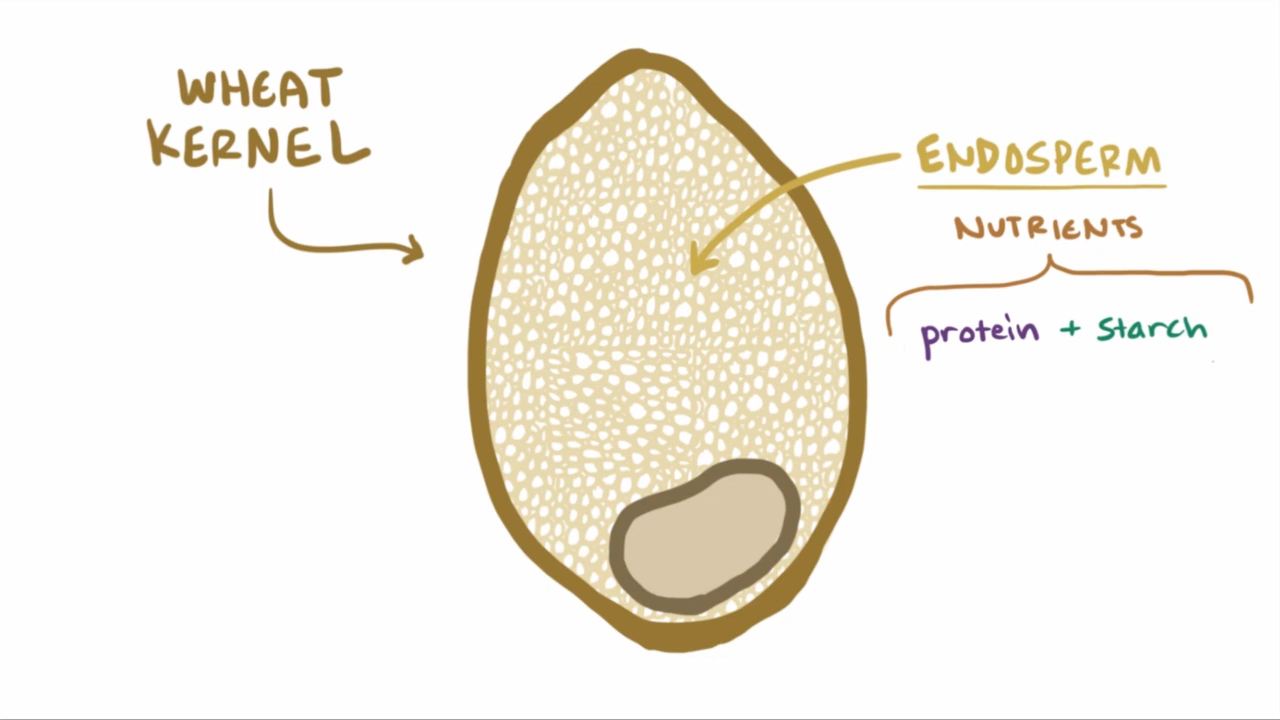 WHEAT
KERNEL
ENDOSPERM
NUTRIENTS
protein + starch